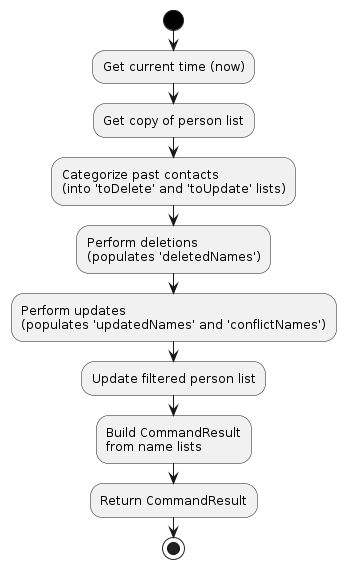 Get current time (now)
Get copy of person list
Categorize past contacts
(into 'toDelete' and 'toUpdate' lists)
Perform deletions
(populates 'deletedNames')
Perform updates
(populates 'updatedNames' and 'conflictNames')
Update filtered person list
Build CommandResult
from name lists
Return CommandResult